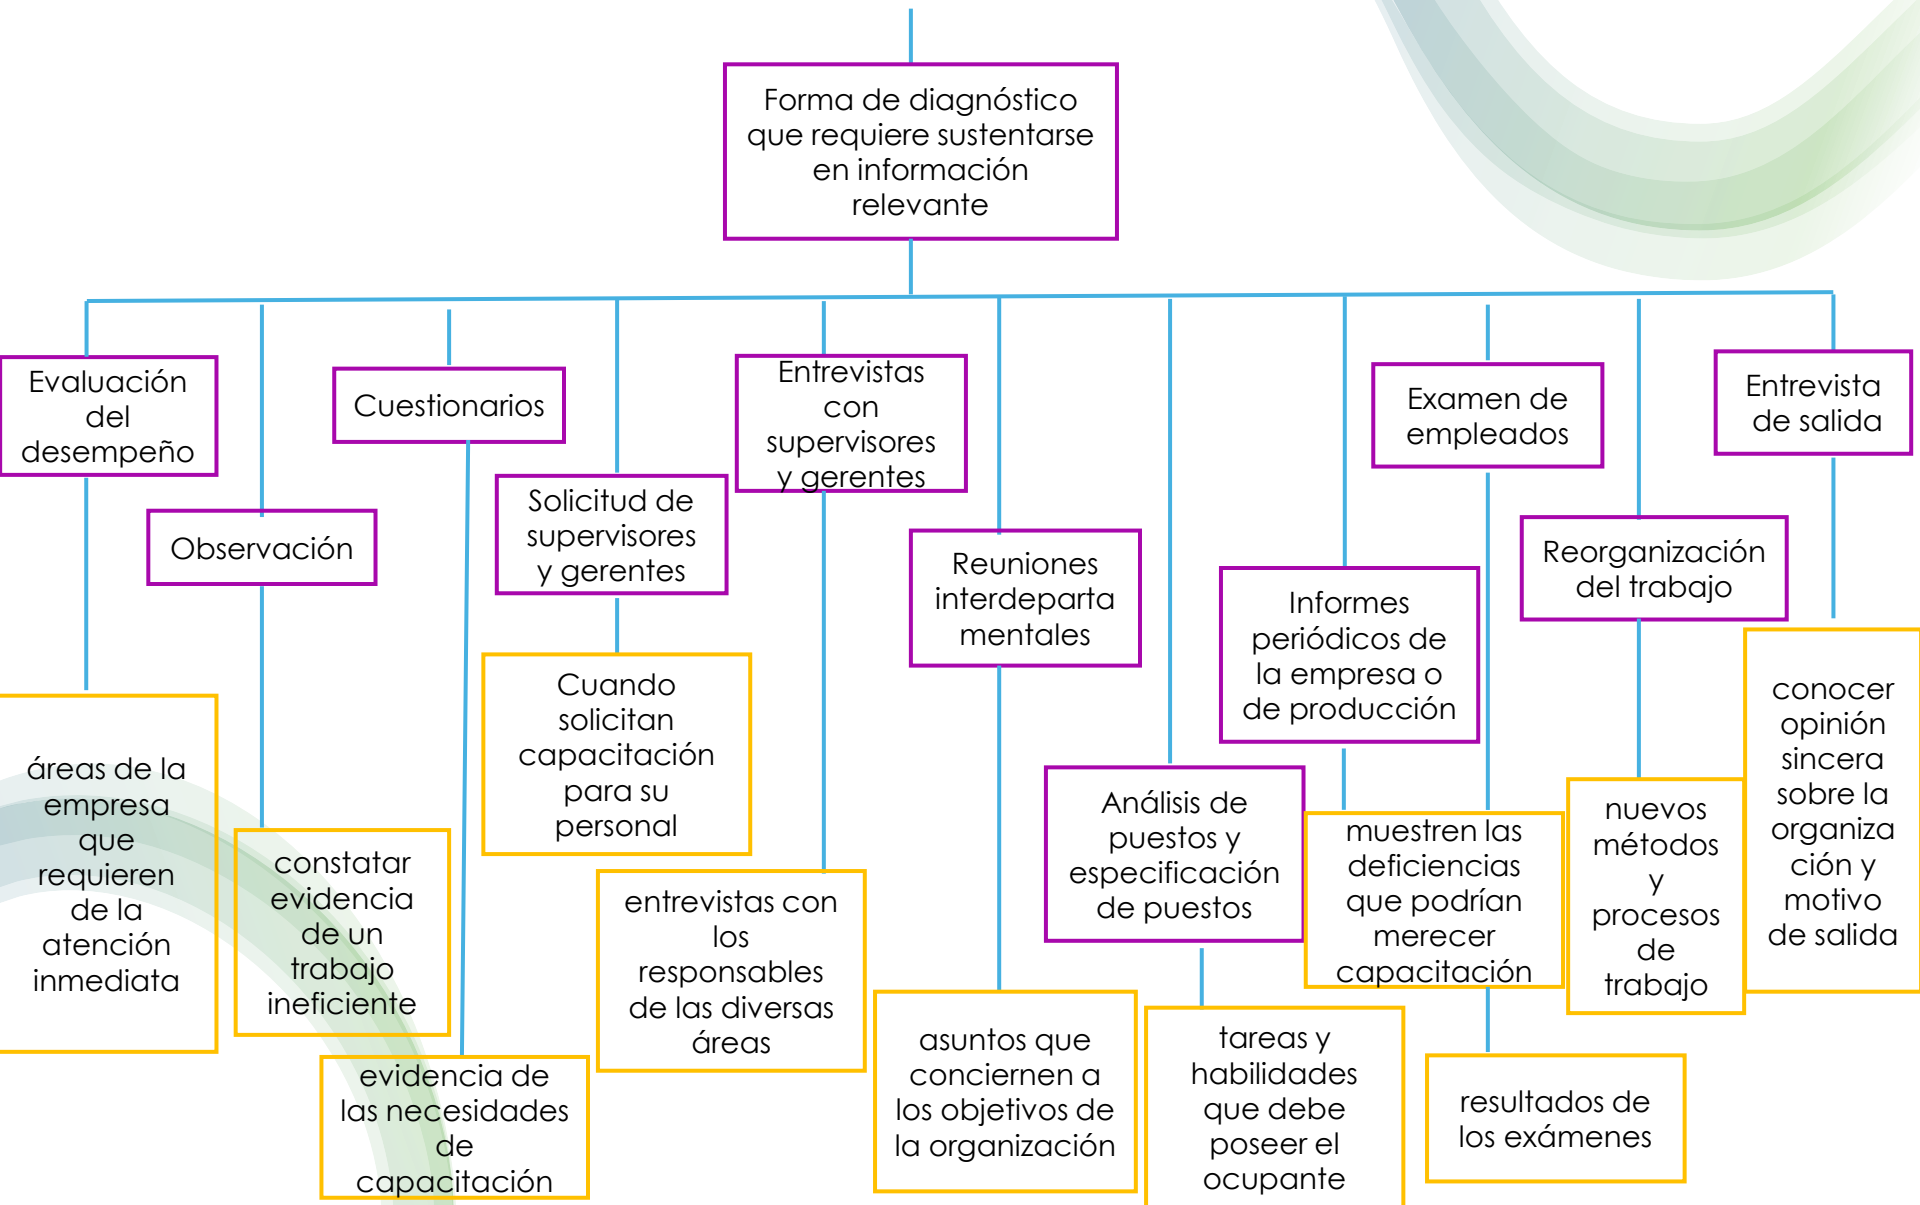 Forma de diagnóstico
que requiere sustentarse
en información
relevante
Evaluación
del
desempeño
Observación
Cuestionarios
Solicitud de
supervisores
y gerentes
Entrevistas
con
supervisores
y gerentes
Reuniones
interdeparta
mentales
Análisis de
puestos y
especificación
de puestos
Informes
periódicos de
la empresa o
de producción
Examen de
empleados
Reorganización
del trabajo
Entrevista
de salida
áreas de la
empresa
que
requieren
de la
atención
inmediata
constatar
evidencia
de un
trabajo
ineficiente
evidencia de
las necesidades
de
capacitación
Cuando
solicitan
capacitación
para su
personal
entrevistas con
los
responsables
de las diversas
áreas
asuntos que
conciernen a
los objetivos de
la organización
tareas y
habilidades
que debe
poseer el
ocupante
muestren las
deficiencias
que podrían
merecer
capacitación
resultados de
los exámenes
nuevos
métodos
y
procesos
de
trabajo
conocer
opinión
sincera
sobre la
organiza
ción y
motivo
de salida